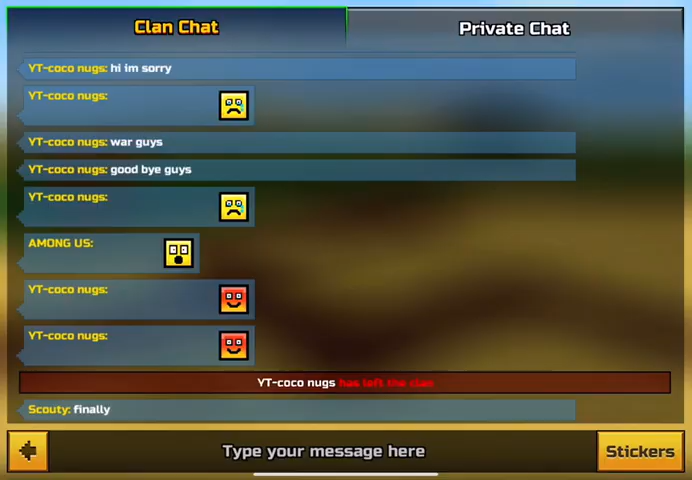 Clan Chat
Private Chat
YT-coco nugs: hi im sorry
YT-coco nugs:
YT-coco nugs: war guys
YT-coco nugs: good bye guys
YT-coco nugs:
AMONG US:
YT-coco nugs:
YT-coco nugs:
YT-coco nugs has left the clan
Scouty: finally
Type your message here
Stickers